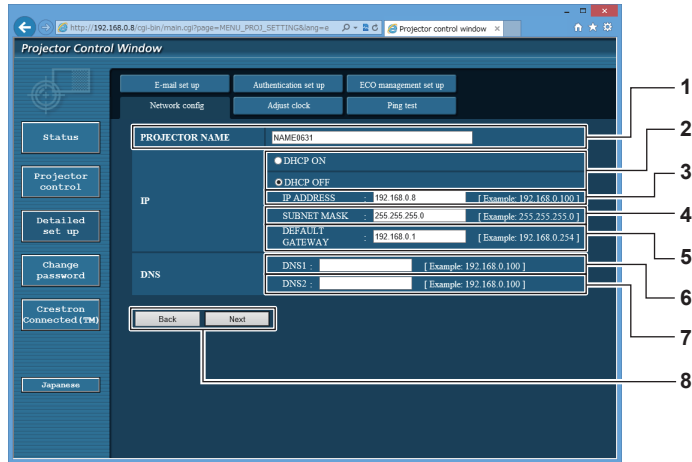 http://192.168.0.8/cgi-bin/main.cgi?page=MENU_PROJ_SETTING&lang=e
Projector control window
Projector Control Window
E-mail set up
Authentication set up
ECO management set up
Network config
Adjust clock
Ping test
Status
Projector
control
Detailed
set up
Change
password
Crestron
Connected(TM)
Japanese
PROJECTOR NAME
NAME0631
IP
DHCP ON
DHCP OFF
IP ADDRESS : 192.168.0.8 [ Example: 192.168.0.100 ]
SUBNET MASK : 255.255.255.0 [ Example: 255.255.255.0 ]
DEFAULT
GATEWAY : 192.168.0.1 [ Example: 192.168.0.254 ]
DNS
DNS1 : [ Example: 192.168.0.100 ]
DNS2 : [ Example: 192.168.0.100 ]
Back
Next
1
2
3
4
5
6
7
8